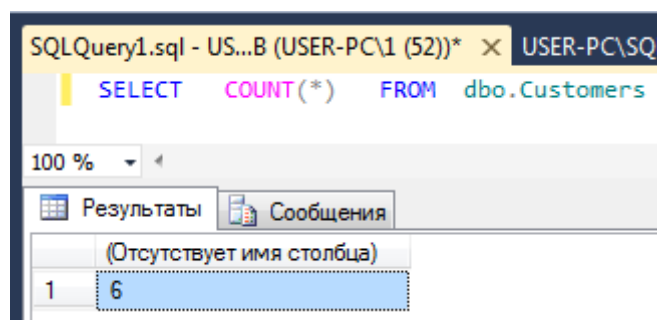 SQLQuery1.sql - US...B (USER-PC\1 (52))* × USER-PC\SQ
SELECT COUNT(*) FROM dbo.Customers
100 %
Результаты Сообщения
(Отсутствует имя столбца)
1 6